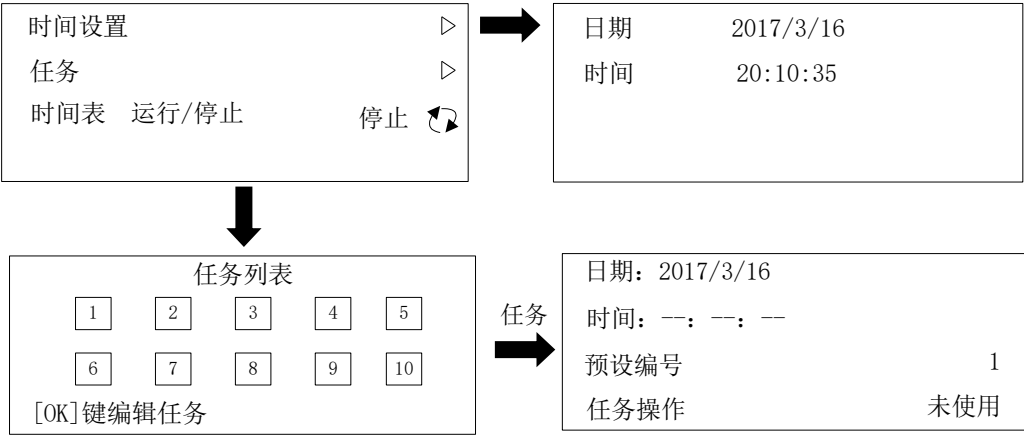 时间设置
任务
时间表 运行/停止 停止
日期 2017/3/16
时间 20:10:35
任务列表
1 2 3 4 5
6 7 8 9 10
[OK]键编辑任务
任务
日期：2017/3/16
时间：--：--：--
预设编号 1
任务操作 未使用